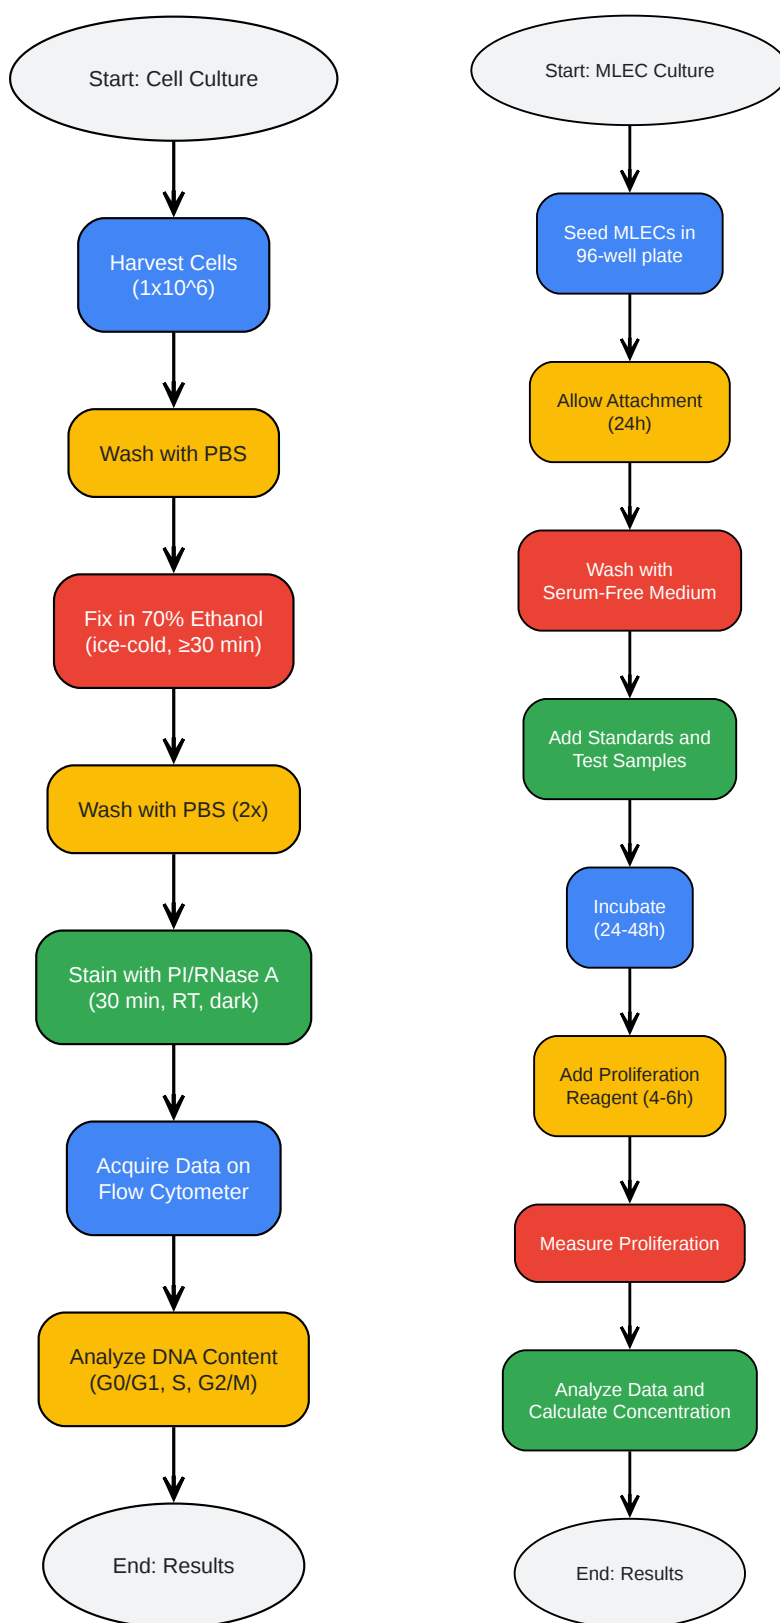 Start: Cell Culture
Harvest Cells
(1x10^6)
Wash with PBS
Fix in 70% Ethanol
(ice-cold, ≥30 min)
Wash with PBS (2x)
Stain with PI/RNase A
(30 min, RT, dark)
Acquire Data on
Flow Cytometer
Analyze DNA Content
(G0/G1, S, G2/M)
End: Results
Start: MLEC Culture
Seed MLECs in
96-well plate
Allow Attachment
(24h)
Wash with
Serum-Free Medium
Add Standards and
Test Samples
Incubate
(24-48h)
Add Proliferation
Reagent (4-6h)
Measure Proliferation
Analyze Data and
Calculate Concentration
End: Results